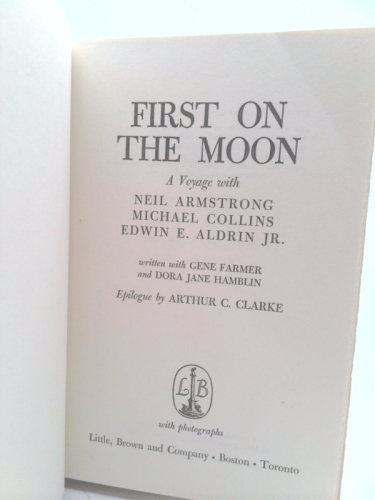 FIRST ON
THE MOON
A Voyage with
NEIL ARMSTRONG
MICHAEL COLLINS
EDWIN E. ALDRIN JR.
written with GENE FARMER
and DORA JANE HAMBLIN
Epilogue by ARTHUR C. CLARKE
L B
with photographs
Little, Brown and Company • Boston • Toronto